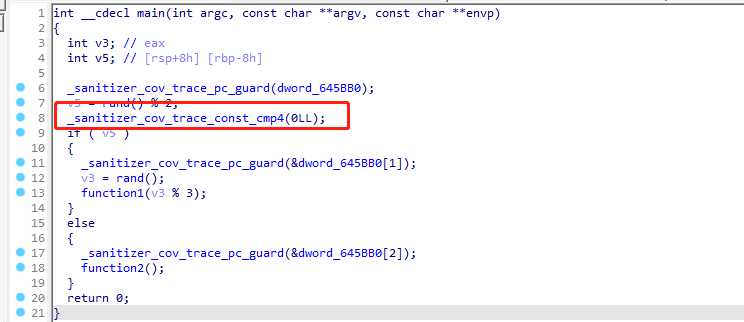 1 int __cdecl main(int argc, const char **argv, const char **envp)
2 {
3 int v3; // eax
4 int v5; // [rsp+8h] [rbp-8h]
5
6 _sanitizer_cov_trace_pc_guard(dword_645BB0);
7 v5 = rand() % 2;
8 _sanitizer_cov_trace_const_cmp4(0LL);
9 if ( v5 )
10 {
11 _sanitizer_cov_trace_pc_guard(&dword_645BB0[1]);
12 v3 = rand();
13 function1(v3 % 3);
14 }
15 else
16 {
17 _sanitizer_cov_trace_pc_guard(&dword_645BB0[2]);
18 function2();
19 }
20 return 0;
21 }